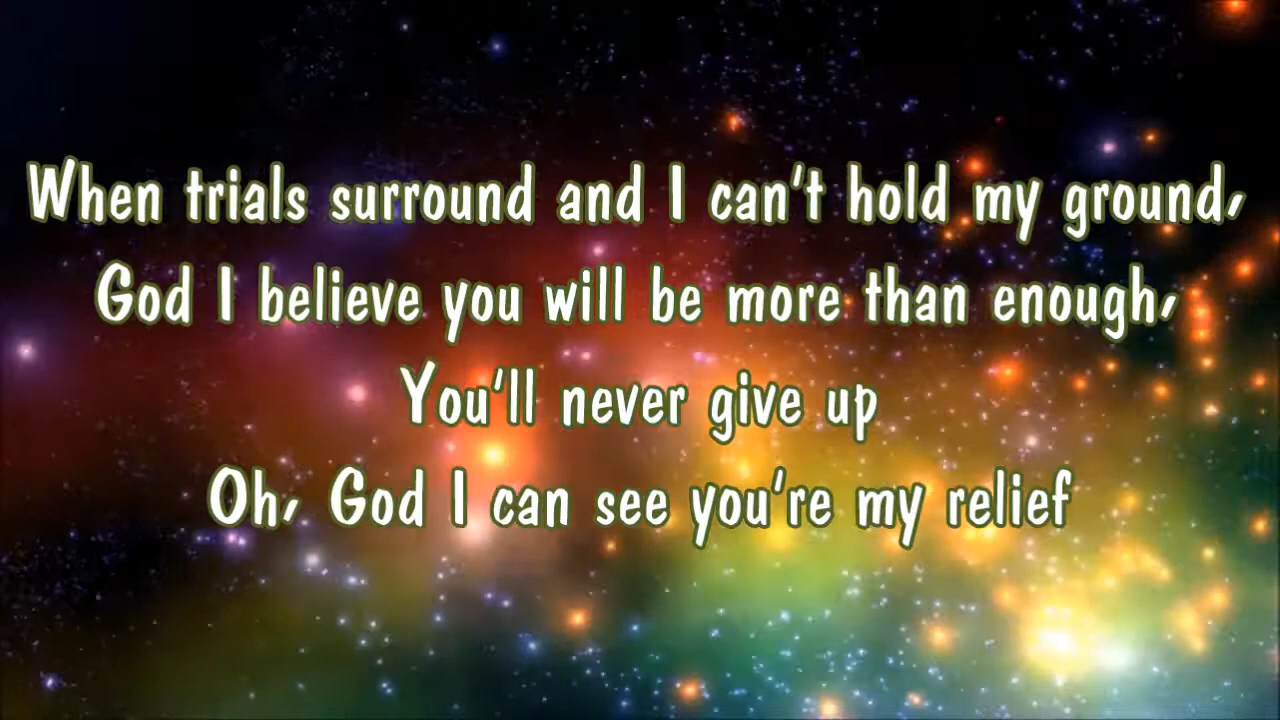 When trials surround and I can't hold my ground,
God I believe you will be more than enough,
You'll never give up
Oh, God I can see you're my relief